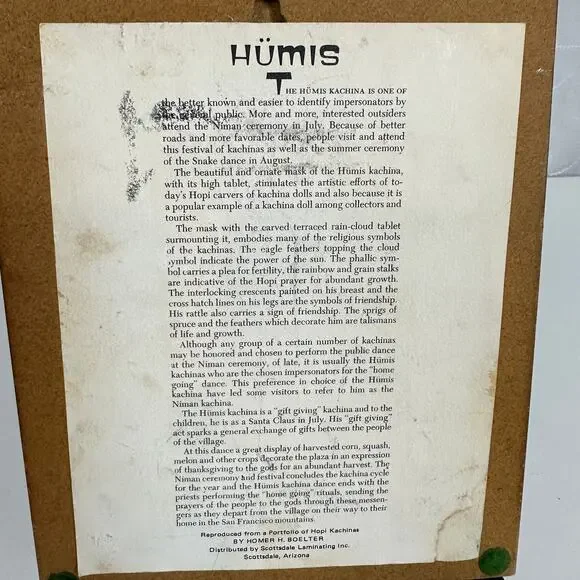 HÜMIS
THE HÜMIS KACHINA IS ONE OF
the better known and easier to identify impersonators by
the general public. More and more, interested outsiders
attend the Niman ceremony in July. Because of better
roads and more favorable dates, people visit and attend
this festival of kachinas as well as the summer ceremony
of the Snake dance in August.
The beautiful and ornate mask of the Hümis kachina,
with its high tablet, stimulates the artistic efforts of to-
day's Hopi carvers of kachina dolls and also because it is
a popular example of a kachina doll among collectors and
tourists.
The mask with the carved terraced rain-cloud tablet
surmounting it, embodies many of the religious symbols
of the kachinas. The eagle feathers topping the cloud
symbol indicate the power of the sun. The phallic sym-
bol carries a plea for fertility, the rainbow and grain stalks
are indicative of the Hopi prayer for abundant growth.
The interlocking crescents painted on his breast and the
cross hatch lines on his legs are the symbols of friendship.
His rattle also carries a sign of friendship. The sprigs of
spruce and the feathers which decorate him are talismans
of life and growth.
Although any group of a certain number of kachinas
may be honored and chosen to perform the public dance
at the Niman ceremony, of late, it is usually the Hümis
kachinas who are the chosen impersonators for the "home
going" dance. This preference in choice of the Hümis
kachina have led some visitors to refer to him as the
Niman kachina.
The Hümis kachina is a "gift giving" kachina and to the
children, he is as a Santa Claus in July. His "gift giving"
act sparks a general exchange of gifts between the people
of the village.
At this dance a great display of harvested corn, squash,
melon and other crops decorate the plaza in an expression
of thanksgiving to the gods for an abundant harvest. The
Niman ceremony and festival concludes the kachina cycle
for the year and the Hümis kachina dance ends with the
priests performing the "home going" rituals, sending the
prayers of the people to the gods through these messen-
gers as they depart from the village on their way to their
home in the San Francisco mountains.
Reproduced from a Portfolio of Hopi Kachinas
BY HOMER H. BOELTER
Distributed by Scottsdale Laminating Inc.
Scottsdale, Arizona